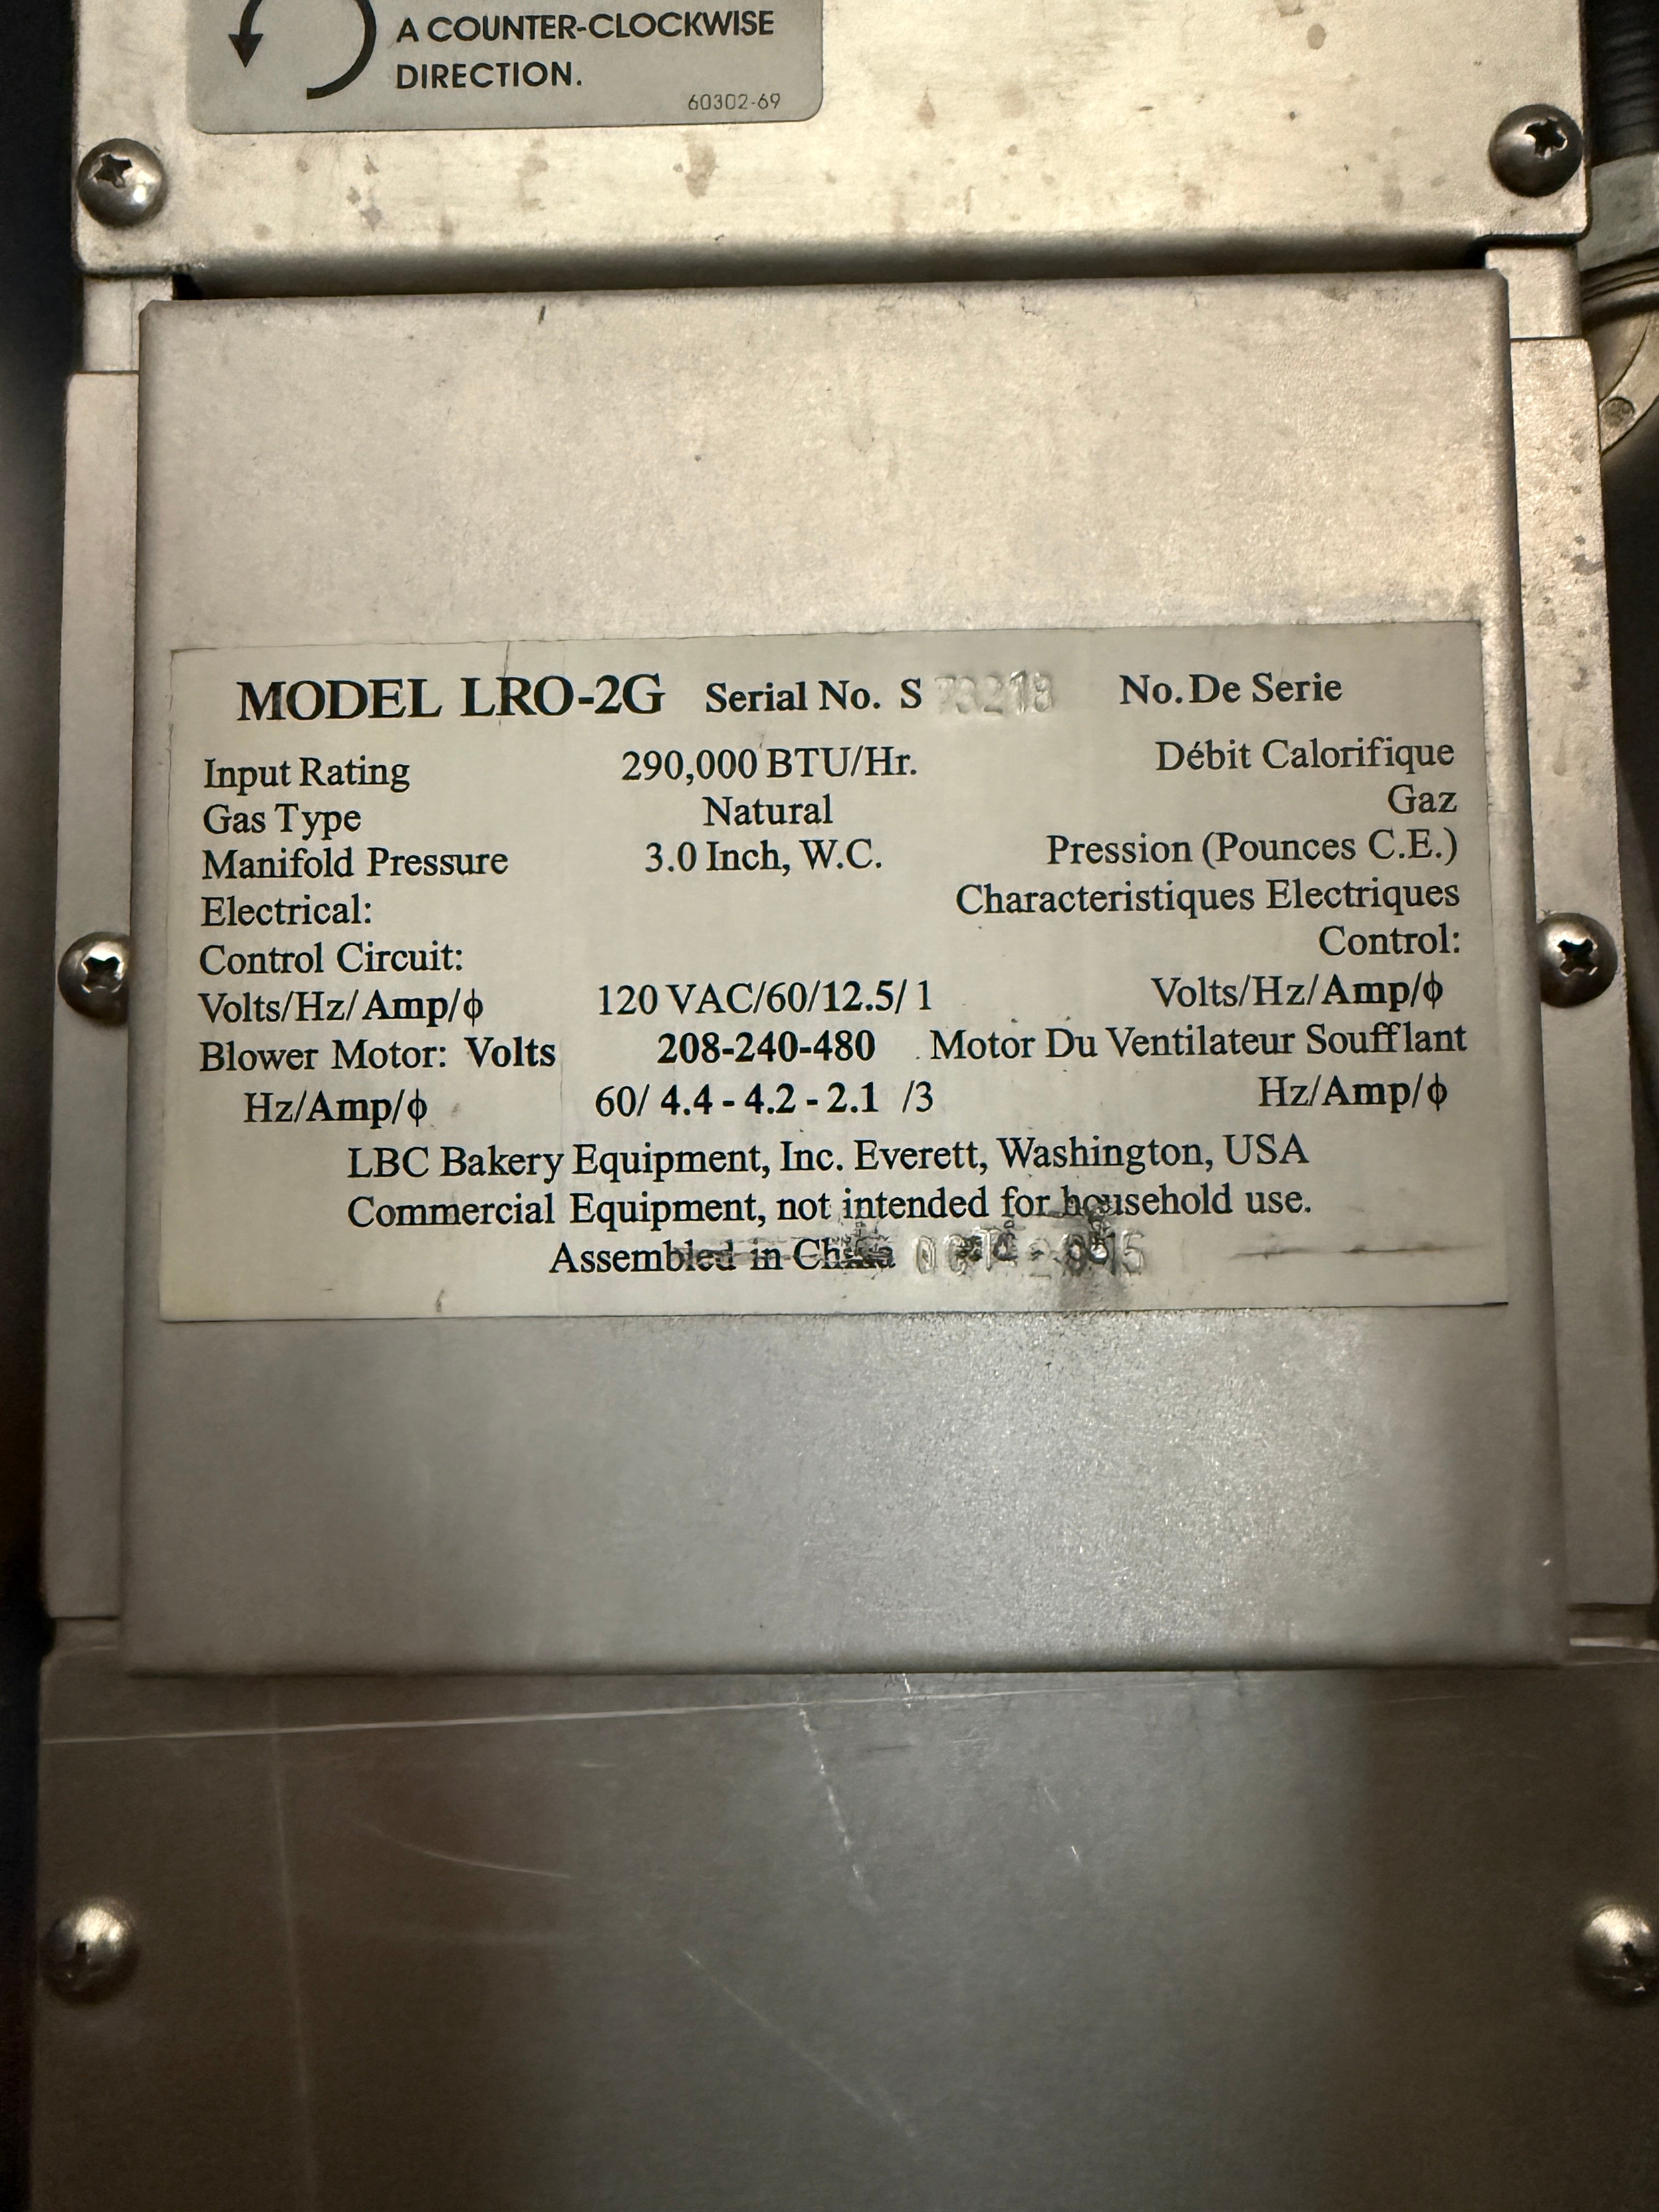 A COUNTER-CLOCKWISE
DIRECTION.
60302-69
MODEL LRO-2G Serial No. S 73218 No. De Serie
Input Rating 290,000 BTU/Hr. Débit Calorifique
Gas Type Natural Gaz
Manifold Pressure 3.0 Inch, W.C. Pression (Pounces C.E.)
Electrical: Characteristiques Electriques
Control Circuit: Control:
Volts/Hz/Amp/ϕ 120 VAC/60/12.5/1 Volts/Hz/Amp/ϕ
Blower Motor: Volts 208-240-480 Motor Du Ventilateur Soufflant
Hz/Amp/ϕ 60/ 4.4 - 4.2 - 2.1 /3 Hz/Amp/ϕ
LBC Bakery Equipment, Inc. Everett, Washington, USA
Commercial Equipment, not intended for household use.
Assembled in China